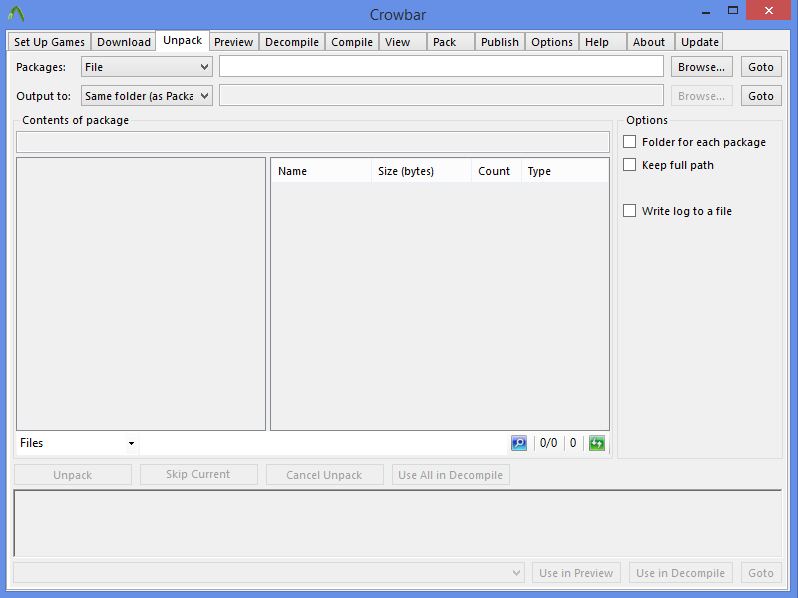 Crowbar
Set Up Games Download Unpack Preview Decompile Compile View Pack Publish Options Help About Update
Packages: File Browse... Goto
Output to: Same folder (as Packa Browse... Goto
Contents of package Options
Folder for each package
Name Size (bytes) Count Type Keep full path
Write log to a file
Files 0/0 0
Unpack Skip Current Cancel Unpack Use All in Decompile
Use in Preview Use in Decompile Goto